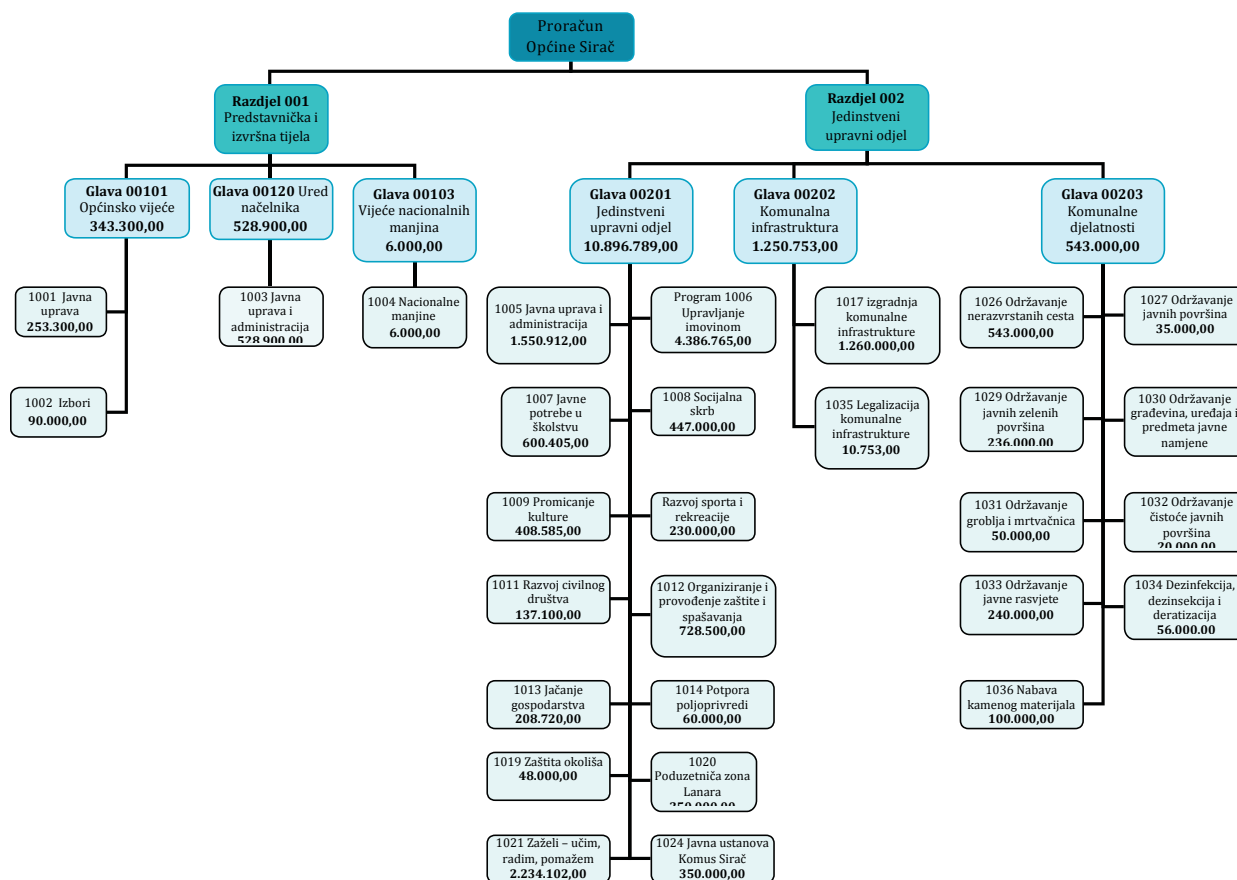 Proračun
Općine Sirač
Razdjel 001
Predstavnička i
izvršna tijela
Razdjel 002
Jedinstveni
upravni odjel
Glava 00101
Općinsko vijeće
343.300,00
Glava 00120 Ured
načelnika
528.900,00
Glava 00103
Vijeće nacionalnih
manjina
6.000,00
Glava 00201
Jedinstveni
upravni odjel
10.896.789,00
Glava 00202
Komunalna
infrastruktura
1.250.753,00
Glava 00203
Komunalne
djelatnosti
543.000,00
1001 Javna
uprava
253.300,00
1003 Javna
uprava i
administracija
528.900,00
1004 Nacionalne
manjine
6.000,00
1005 Javna uprava i
administracija
1.550.912,00
Program 1006
Upravljanje
imovinom
4.386.765,00
1017 izgradnja
komunalne
infrastrukture
1.260.000,00
1026 Održavanje
nerazvrstanih cesta
543.000,00
1027 Održavanje
javnih površina
35.000,00
1002 Izbori
90.000,00
1007 Javne
potrebe u
školstvu
600.405,00
1008 Socijalna
skrb
447.000,00
1035 Legalizacija
komunalne
infrastrukture
10.753,00
1029 Održavanje
javnih zelenih
površina
236.000,00
1030 Održavanje
građevina, uređaja i
predmeta javne
namjene
1009 Promicanje
kulture
408.585,00
Razvoj sporta i
rekreacije
230.000,00
1031 Održavanje
groblja i mrtvačnica
50.000,00
1032 Održavanje
čistoće javnih
površina
20.000,00
1011 Razvoj civilnog
društva
137.100,00
1012 Organiziranje i
provođenje zaštite i
spašavanja
728.500,00
1033 Održavanje
javne rasvjete
240.000,00
1034 Dezinfekcija,
dezinsekcija i
deratizacija
56.000,00
1013 Jačanje
gospodarstva
208.720,00
1014 Potpora
poljoprivredi
60.000,00
1036 Nabava
kamenog materijala
100.000,00
1019 Zaštita okoliša
48.000,00
1020
Poduzetniča zona
Lanara
1021 Zaželi – učim,
radim, pomažem
2.234.102,00
1024 Javna ustanova
Komus Sirač
350.000,00